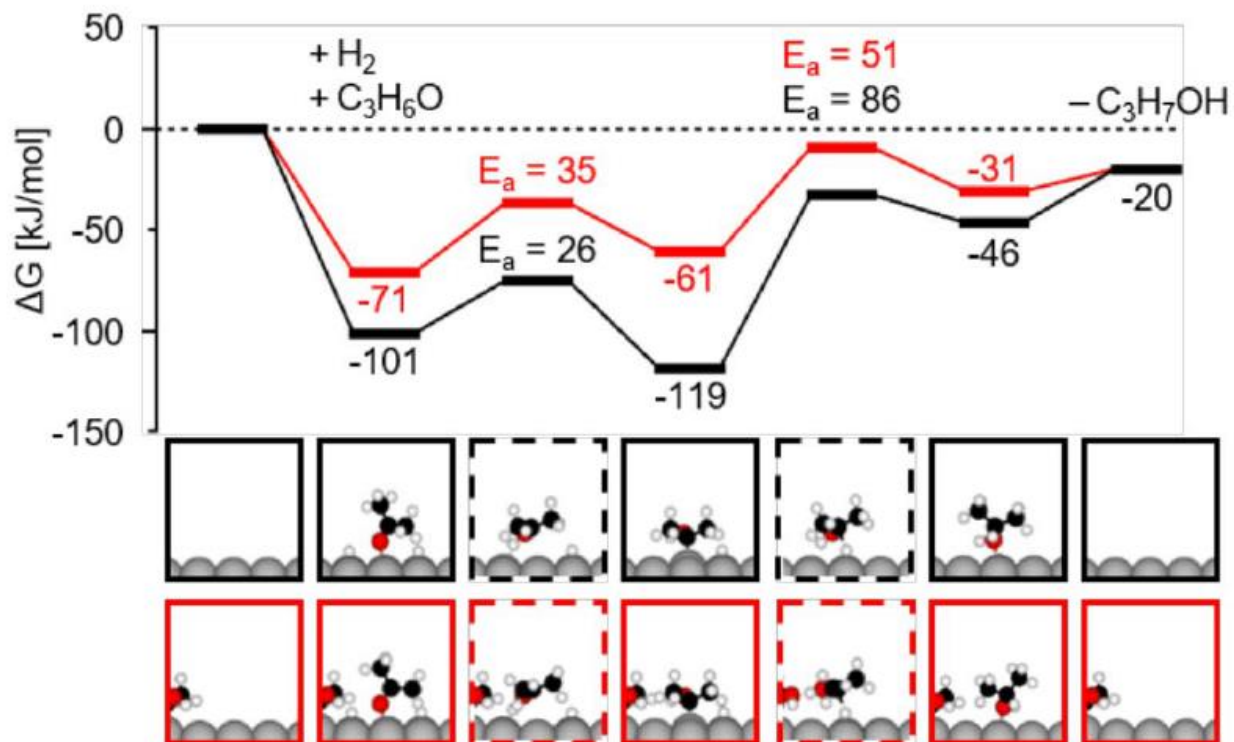 50
+ H₂
Eₐ = 51
+ C₃H₆O
Eₐ = 86
– C₃H₇OH
0
Eₐ = 35
-31
ΔG [kJ/mol]
-50
-20
Eₐ = 26
-46
-71
-61
-100
-101
-119
-150